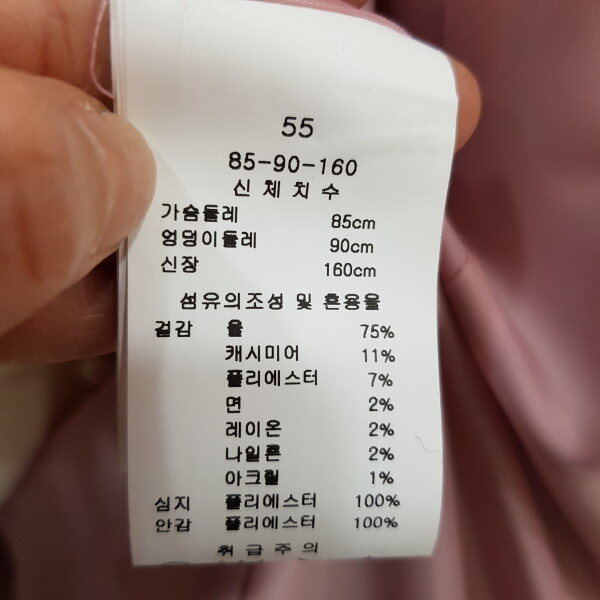 55
85-90-160
신체치수
가슴둘레 85cm
엉덩이둘레 90cm
신장 160cm
섬유의조성 및 혼용율
겉감 울 75%
캐시미어 11%
폴리에스터 7%
면 2%
레이온 2%
나일론 2%
아크릴 1%
심지 폴리에스터 100%
안감 폴리에스터 100%
취급주의